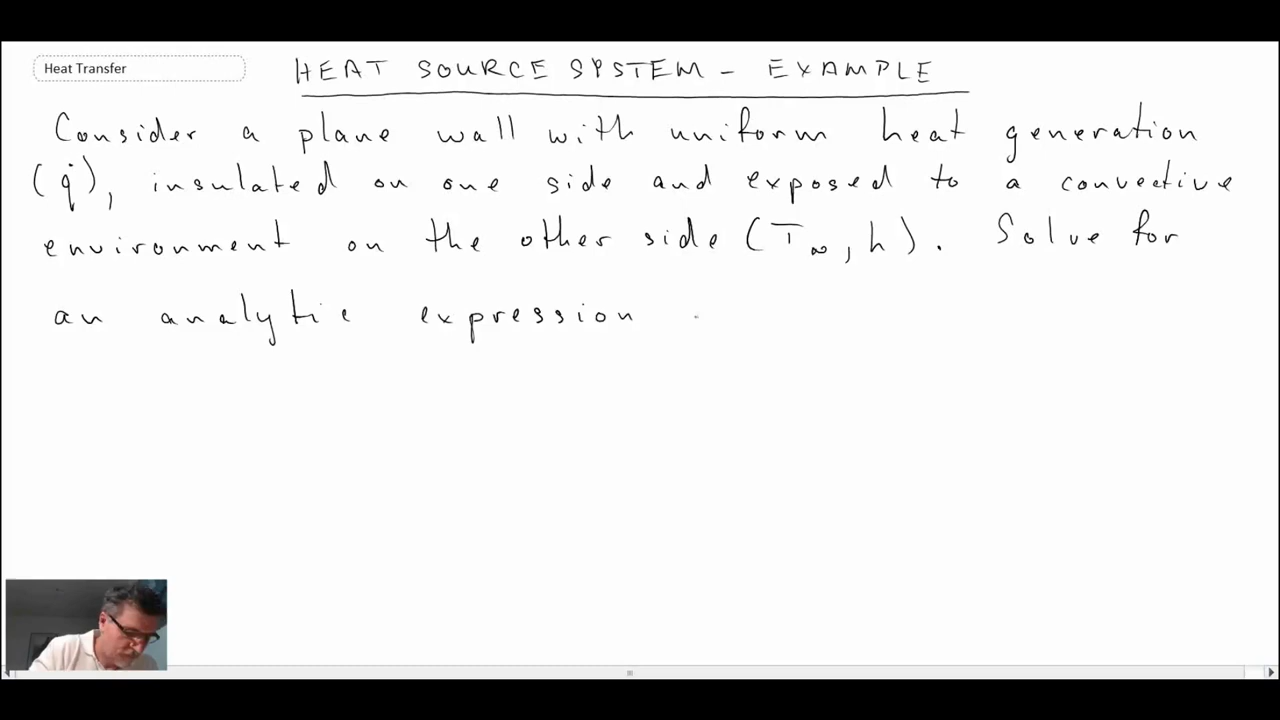 Heat Transfer
HEAT SOURCE SYSTEM - EXAMPLE
Consider a plane wall with uniform heat generation
(q̇), insulated on one side and exposed to a convective
environment on the other side (T∞, h). Solve for
an analytic expression